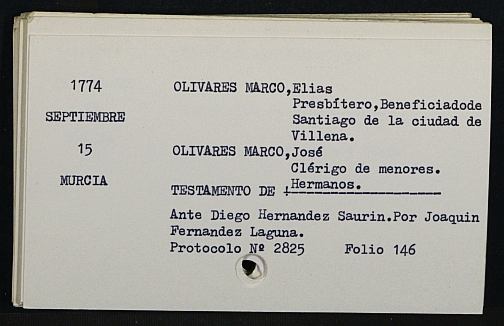 1774 OLIVARES MARCO,Elias
Presbítero,Beneficiadode
SEPTIEMBRE Santiago de la ciudad de
Villena.
15 OLIVARES MARCO,José
Clérigo de menores.
MURCIA TESTAMENTO DE Hermanos.
Ante Diego Hernandez Saurin.Por Joaquin
Fernandez Laguna.
Protocolo Nº 2825 Folio 146